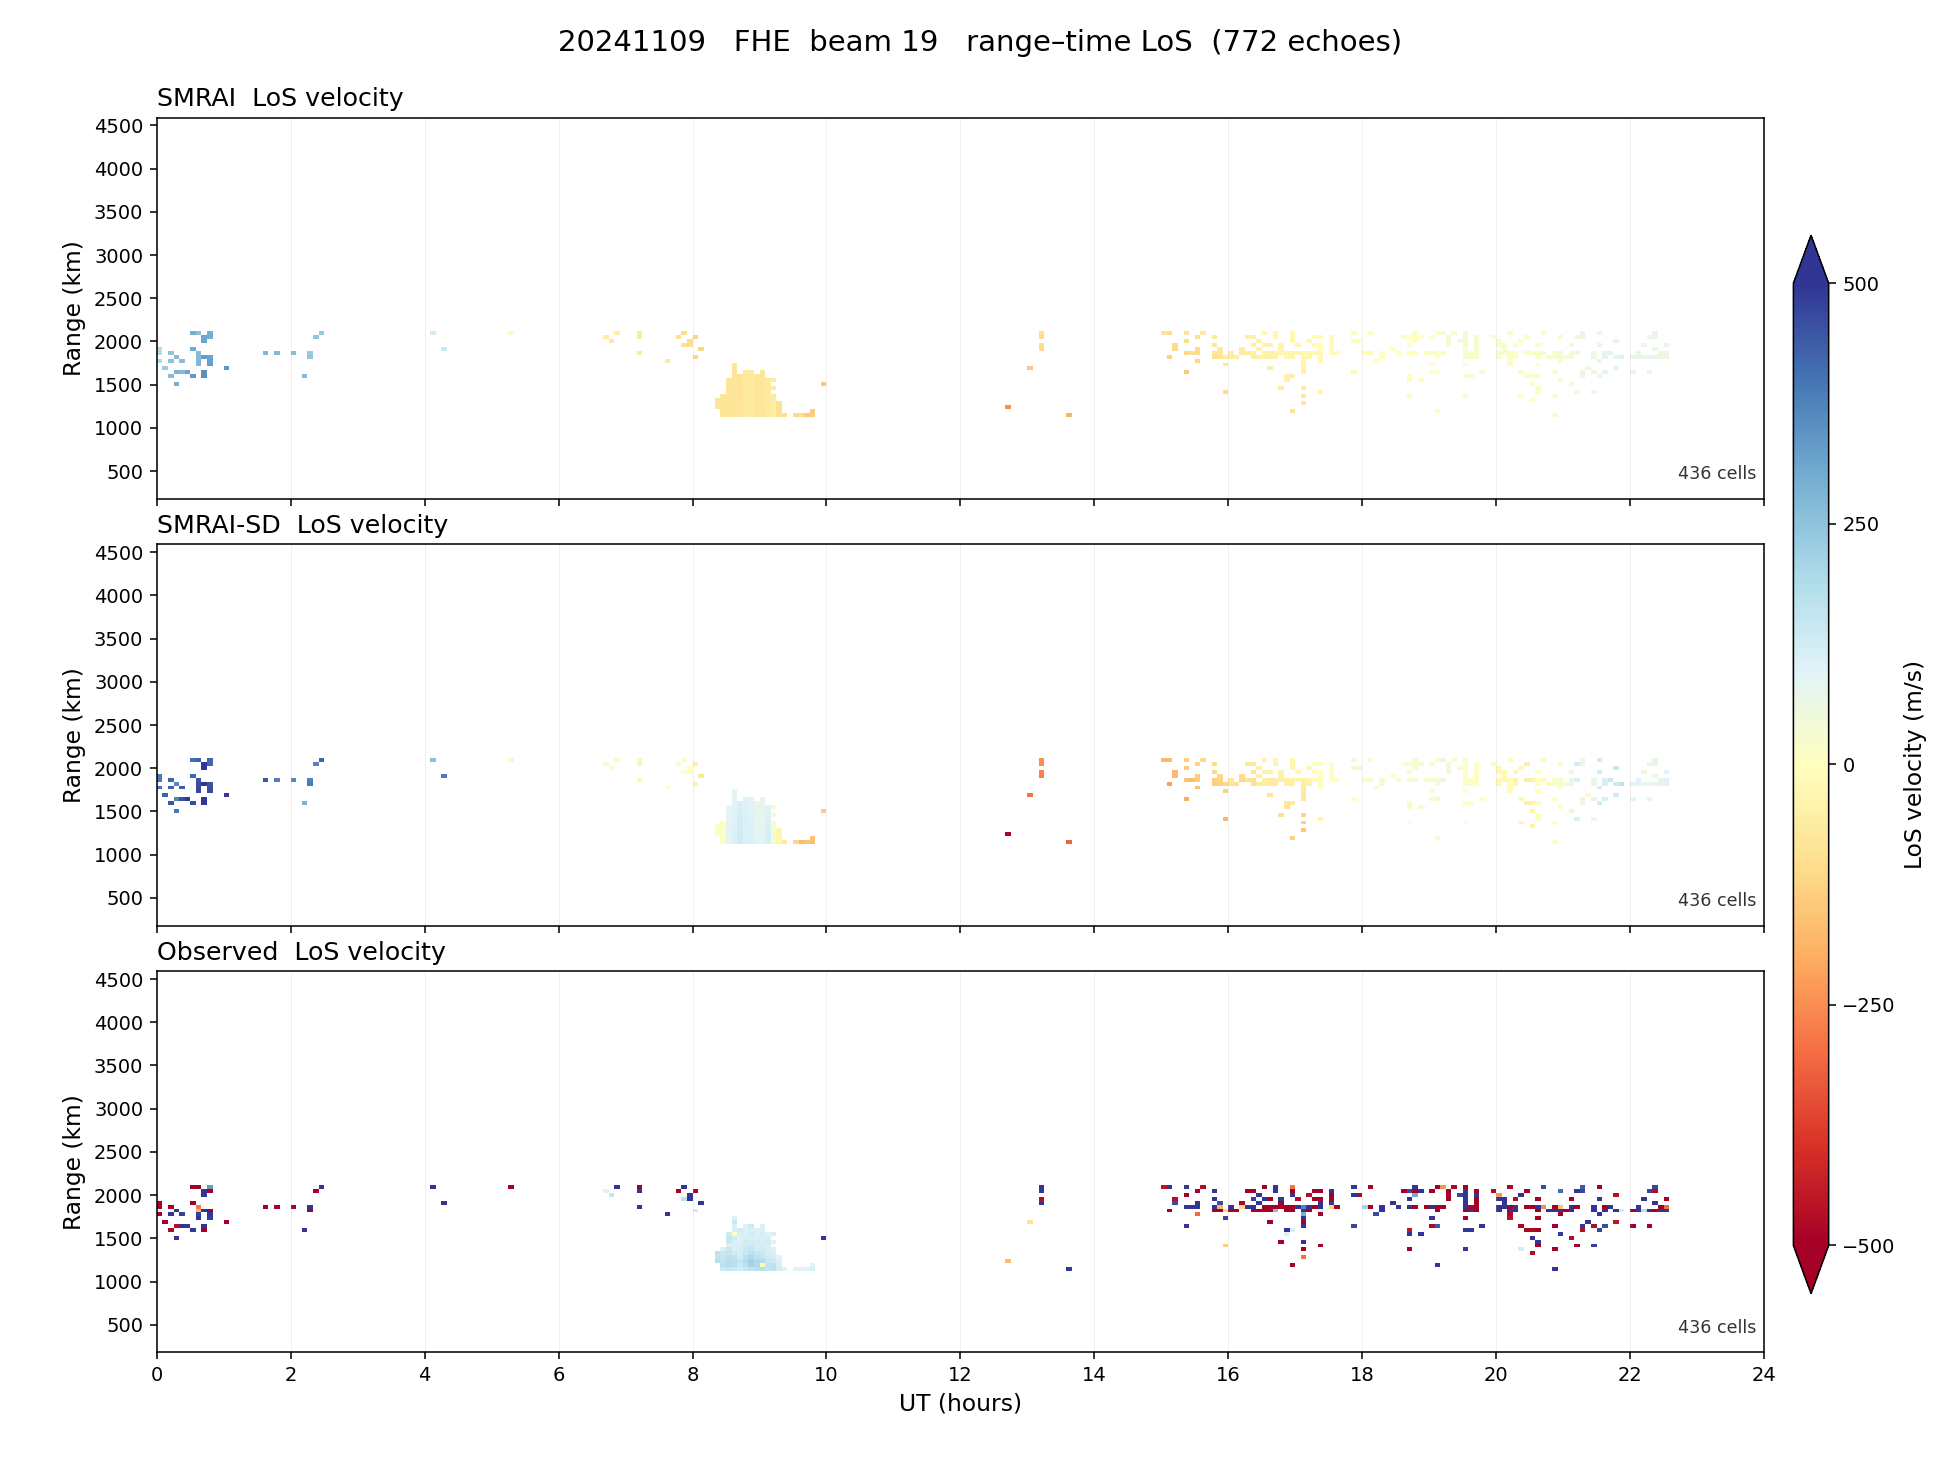 20241109   FHE  beam 19   range–time LoS  (772 echoes)
SMRAI  LoS velocity
4500
4000
3500
3000
2500
2000
1500
1000
500
Range (km)
436 cells
SMRAI-SD  LoS velocity
4500
4000
3500
3000
2500
2000
1500
1000
500
Range (km)
436 cells
Observed  LoS velocity
4500
4000
3500
3000
2500
2000
1500
1000
500
Range (km)
436 cells
0 2 4 6 8 10 12 14 16 18 20 22 24
UT (hours)
500
250
0
−250
−500
LoS velocity (m/s)